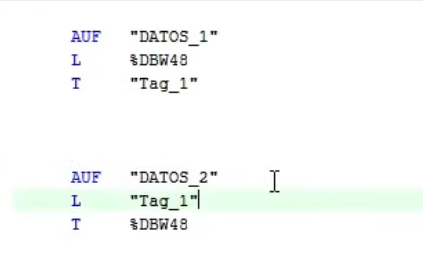 AUF "DATOS_1"
L %DBW48
T "Tag_1"
AUF "DATOS_2"
L "Tag_1"
T %DBW48